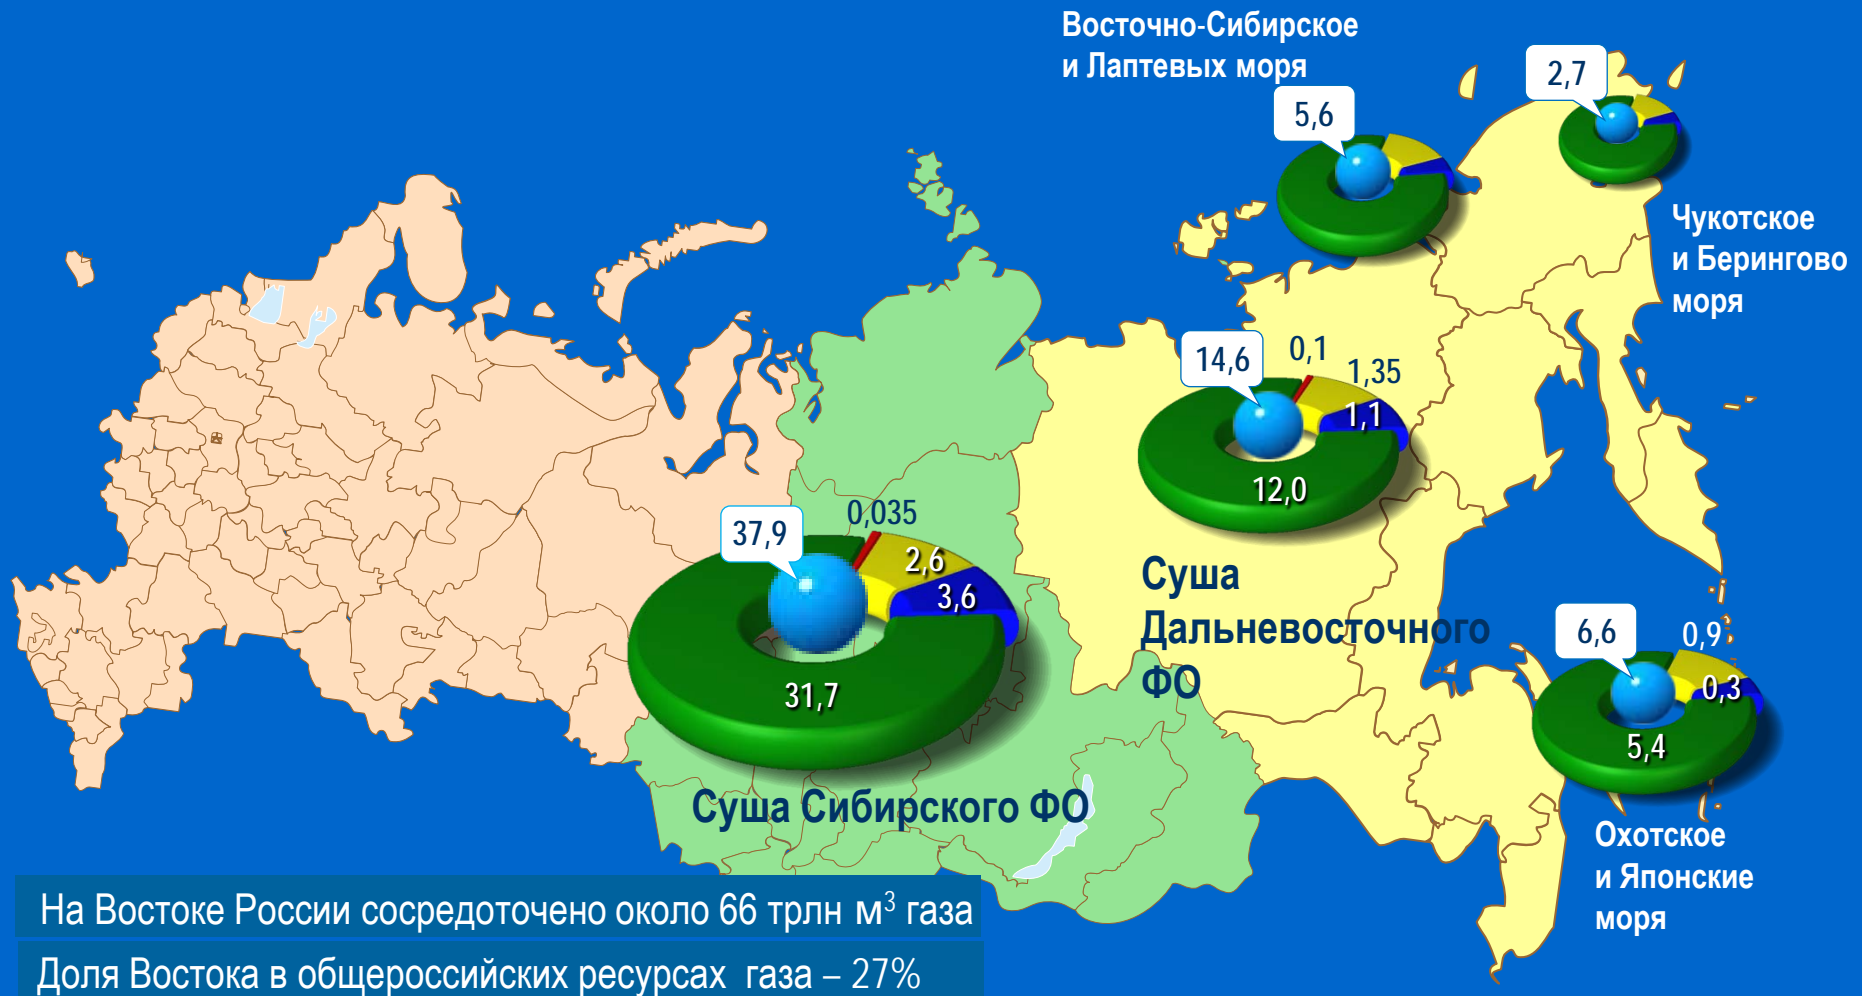 Восточно-Сибирское
и Лаптевых моря
5,6
2,7
Чукотское
и Берингово
моря
14,6
0,1
1,35
1,1
12,0
Суша
Дальневосточного
ФО
37,9
0,035
2,6
3,6
31,7
Суша Сибирского ФО
6,6
0,9
0,3
5,4
Охотское
и Японские
моря
На Востоке России сосредоточено около 66 трлн м³ газа
Доля Востока в общероссийских ресурсах газа – 27%